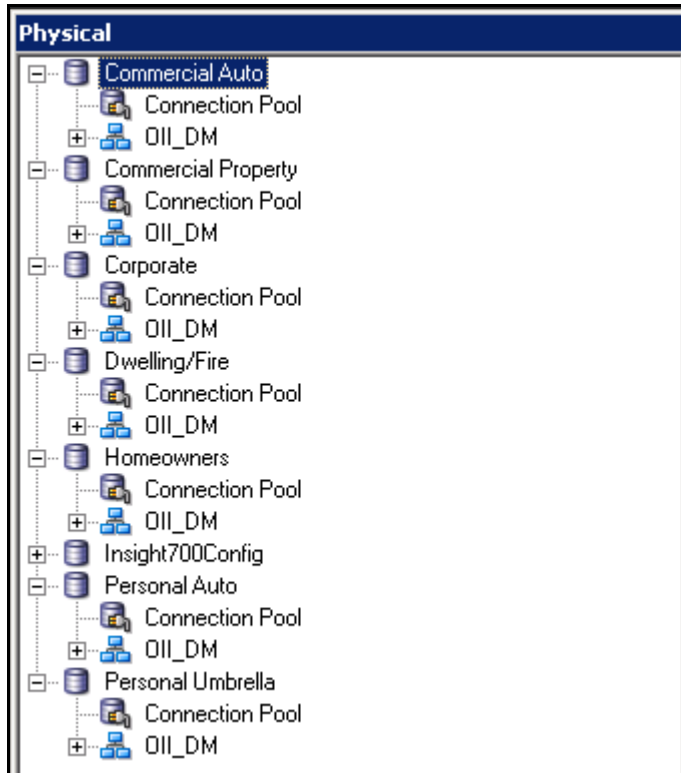 Physical
Commercial Auto
Connection Pool
OII_DM
Commercial Property
Connection Pool
OII_DM
Corporate
Connection Pool
OII_DM
Dwelling/Fire
Connection Pool
OII_DM
Homeowners
Connection Pool
OII_DM
Insight700Config
Personal Auto
Connection Pool
OII_DM
Personal Umbrella
Connection Pool
OII_DM